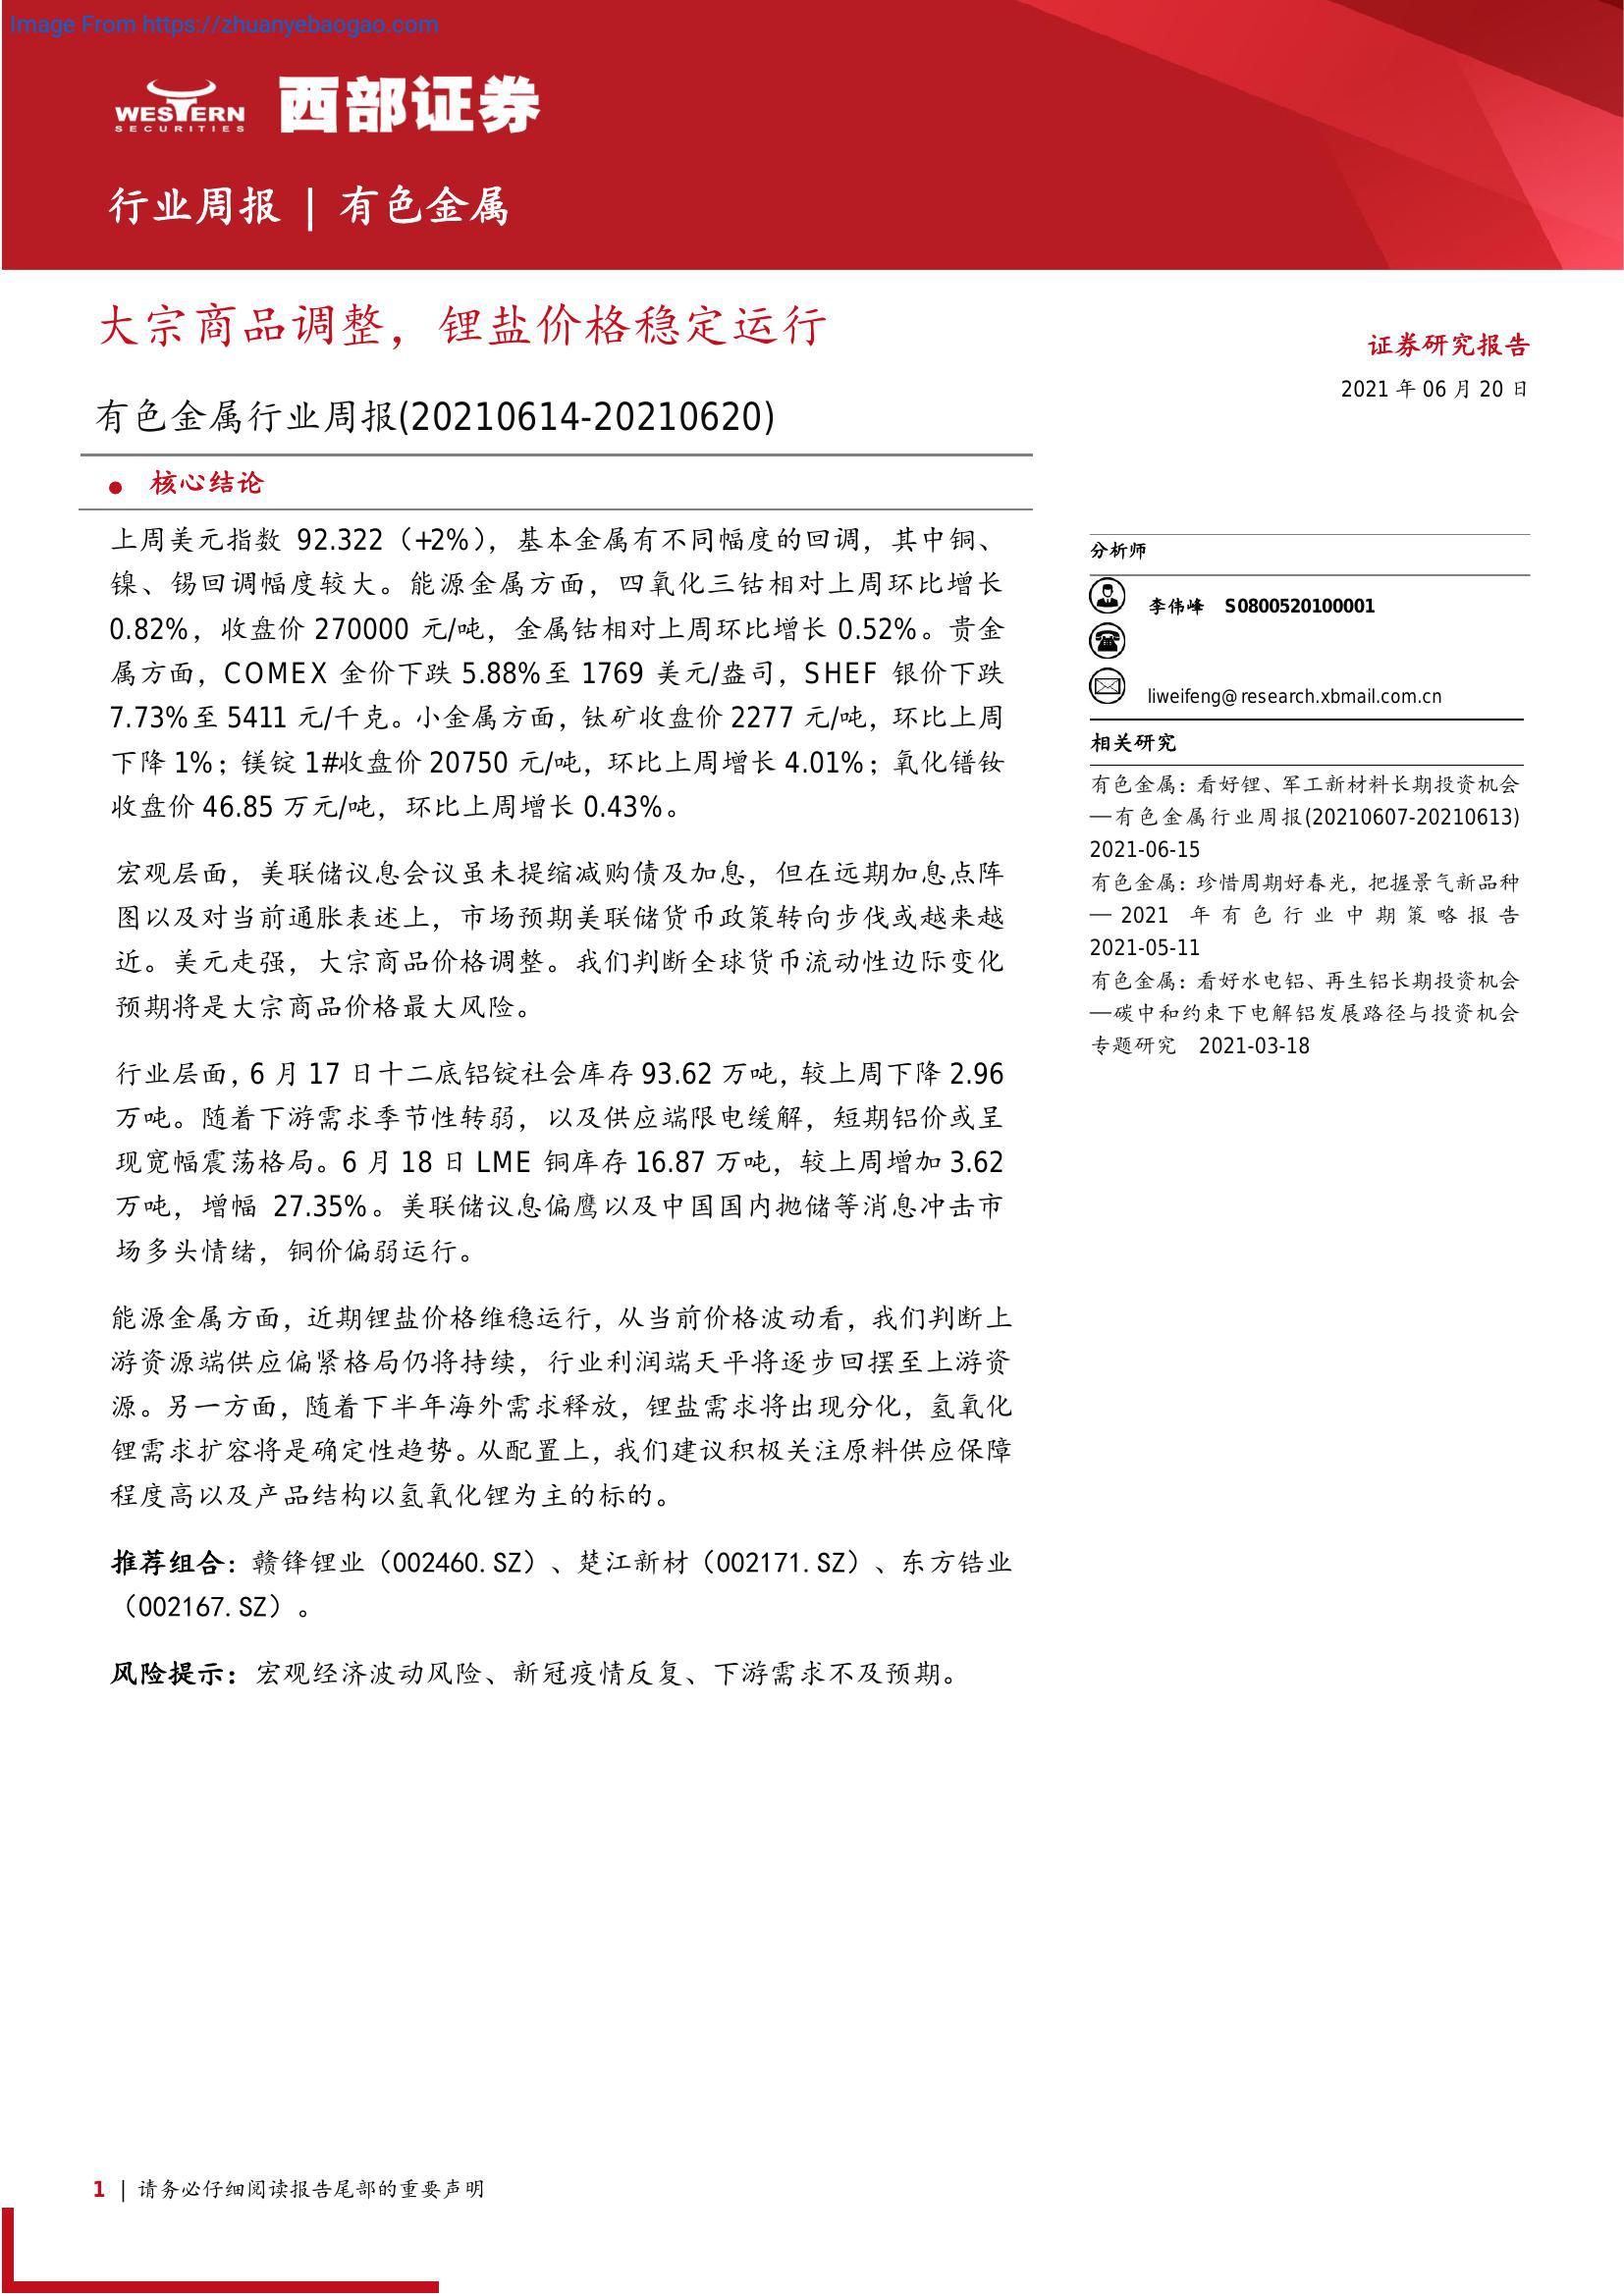 Image From https://zhuanyebaogao.com
WESTERN
SECURITIES
西部证券
行业周报 | 有色金属
大宗商品调整，锂盐价格稳定运行
有色金属行业周报(20210614-20210620)
证券研究报告
2021 年 06 月 20 日
● 核心结论
上周美元指数 92.322（+2%），基本金属有不同幅度的回调，其中铜、
镍、锡回调幅度较大。能源金属方面，四氧化三钴相对上周环比增长
0.82%，收盘价 270000 元/吨，金属钴相对上周环比增长 0.52%。贵金
属方面，COMEX 金价下跌 5.88%至 1769 美元/盎司，SHEF 银价下跌
7.73%至 5411 元/千克。小金属方面，钛矿收盘价 2277 元/吨，环比上周
下降 1%；镁锭 1#收盘价 20750 元/吨，环比上周增长 4.01%；氧化镨钕
收盘价 46.85 万元/吨，环比上周增长 0.43%。
宏观层面，美联储议息会议虽未提缩减购债及加息，但在远期加息点阵
图以及对当前通胀表述上，市场预期美联储货币政策转向步伐或越来越
近。美元走强，大宗商品价格调整。我们判断全球货币流动性边际变化
预期将是大宗商品价格最大风险。
行业层面，6 月 17 日十二底铝锭社会库存 93.62 万吨，较上周下降 2.96
万吨。随着下游需求季节性转弱，以及供应端限电缓解，短期铝价或呈
现宽幅震荡格局。6 月 18 日 LME 铜库存 16.87 万吨，较上周增加 3.62
万吨，增幅 27.35%。美联储议息偏鹰以及中国国内抛储等消息冲击市
场多头情绪，铜价偏弱运行。
能源金属方面，近期锂盐价格维稳运行，从当前价格波动看，我们判断上
游资源端供应偏紧格局仍将持续，行业利润端天平将逐步回摆至上游资
源。另一方面，随着下半年海外需求释放，锂盐需求将出现分化，氢氧化
锂需求扩容将是确定性趋势。从配置上，我们建议积极关注原料供应保障
程度高以及产品结构以氢氧化锂为主的标的。
推荐组合：赣锋锂业（002460.SZ）、楚江新材（002171.SZ）、东方锆业
（002167.SZ）。
风险提示：宏观经济波动风险、新冠疫情反复、下游需求不及预期。
分析师
李伟峰 S0800520100001
liweifeng@research.xbmail.com.cn
相关研究
有色金属：看好锂、军工新材料长期投资机会
—有色金属行业周报(20210607-20210613)
2021-06-15
有色金属：珍惜周期好春光，把握景气新品种
— 2021 年有色行业中期策略报告
2021-05-11
有色金属：看好水电铝、再生铝长期投资机会
—碳中和约束下电解铝发展路径与投资机会
专题研究 2021-03-18
1 | 请务必仔细阅读报告尾部的重要声明